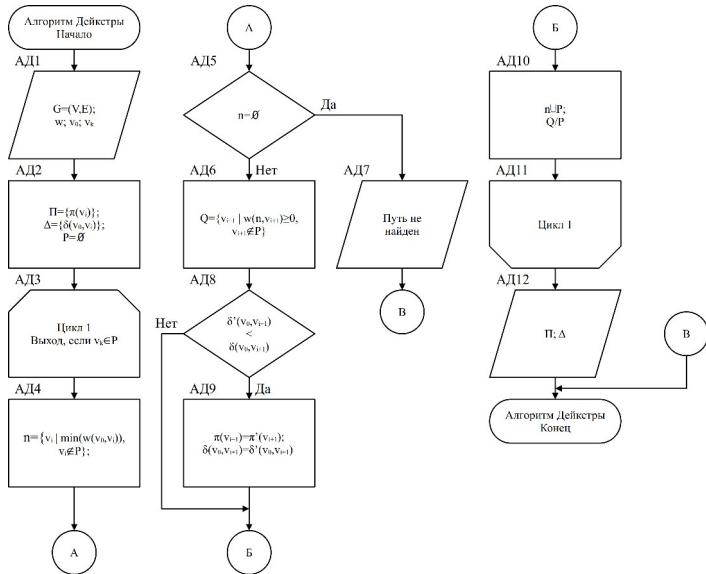 Алгоритм Дейкстры
Начало
АД1
G=(V,E);
w; v₀; vₖ
АД2
Π={π(vᵢ)};
Δ={δ(v₀,vᵢ)};
P=∅
АД3
Цикл 1
Выход, если vₖ∈P
АД4
n={vᵢ | min(w(v₀,vᵢ)),
vᵢ∉P};
А
А
АД5
n=∅
Да
Нет
АД6
Q={vᵢ₊₁ | w(n,vᵢ₊₁)≥0,
vᵢ₊₁∉P}
АД7
Путь не
найден
В
АД8
δ’(v₀,vᵢ₊₁)
<
δ(v₀,vᵢ₊₁)
Нет
Да
АД9
π(vᵢ₊₁)=π’(vᵢ₊₁);
δ(v₀,vᵢ₊₁)=δ’(v₀,vᵢ₊₁)
Б
Б
АД10
n∪P;
Q/P
АД11
Цикл 1
АД12
Π; Δ
В
Алгоритм Дейкстры
Конец